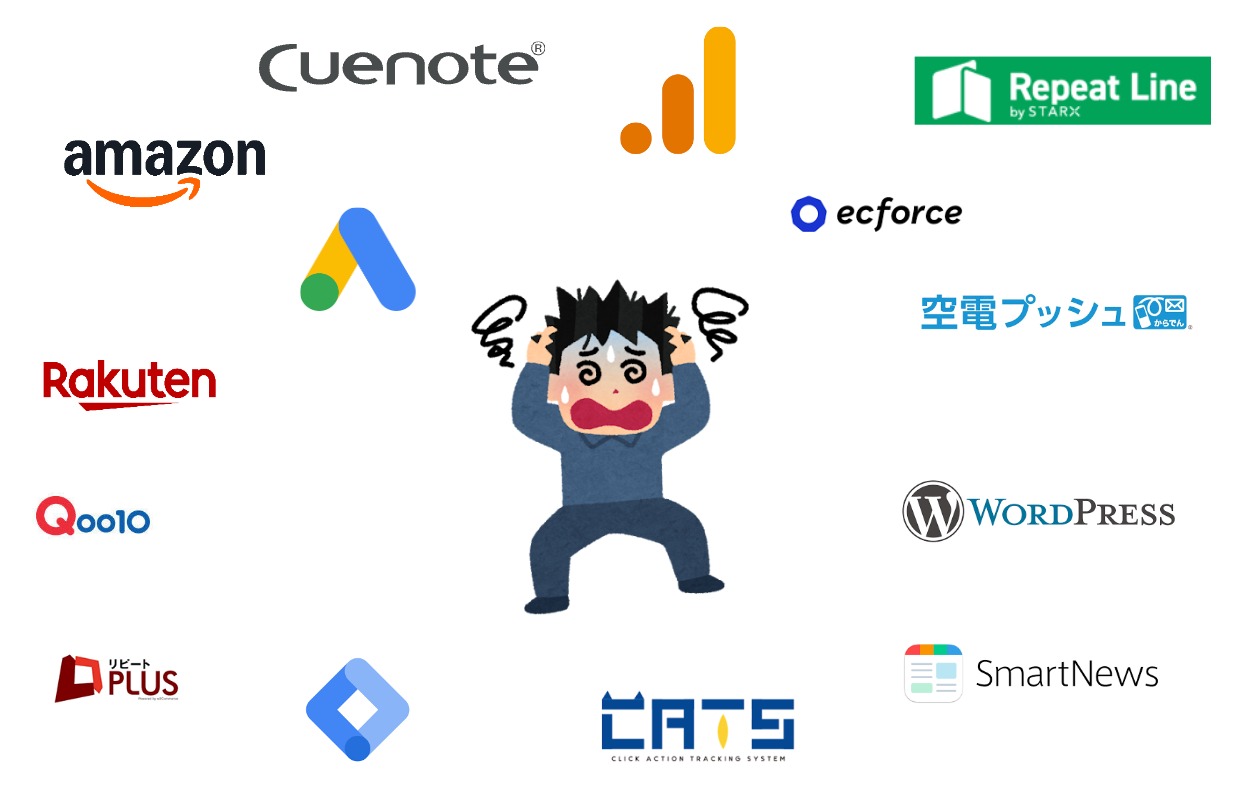 Cuenote®
Repeat Line
by STARX
amazon
ecforce
空電プッシュ
からでん
®
Rakuten
Qoo10
WORDPRESS
リピート
PLUS
SmartNews
CATS
CLICK ACTION TRACKING SYSTEM